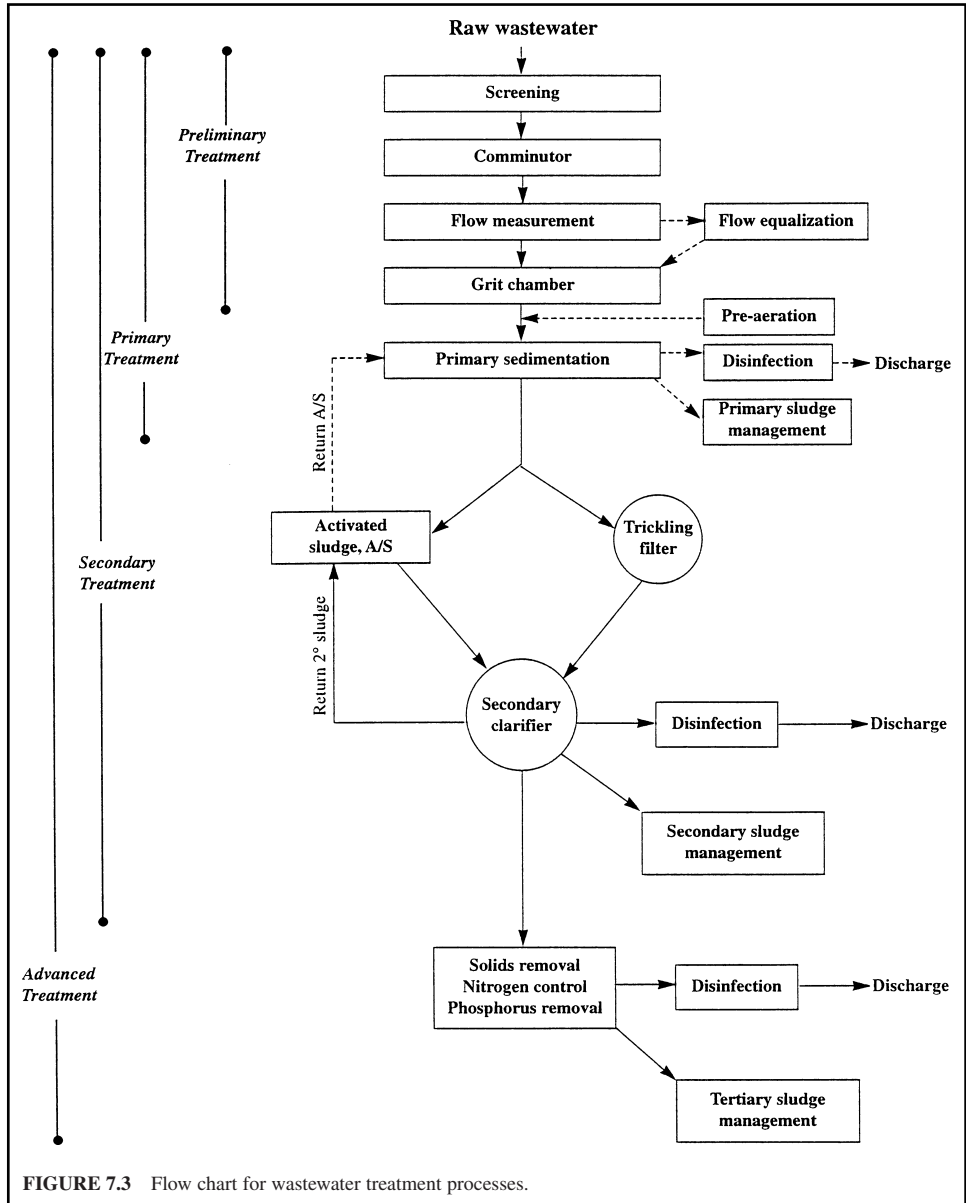 Raw wastewater
Screening
Preliminary
Treatment
Comminutor
Flow measurement
Flow equalization
Grit chamber
Pre-aeration
Primary
Treatment
Primary sedimentation
Disinfection
Discharge
Primary sludge
management
Return A/S
Activated
sludge, A/S
Trickling
filter
Secondary
Treatment
Return 2° sludge
Secondary
clarifier
Disinfection
Discharge
Secondary sludge
management
Advanced
Treatment
Solids removal
Nitrogen control
Phosphorus removal
Disinfection
Discharge
Tertiary sludge
management
FIGURE 7.3 Flow chart for wastewater treatment processes.